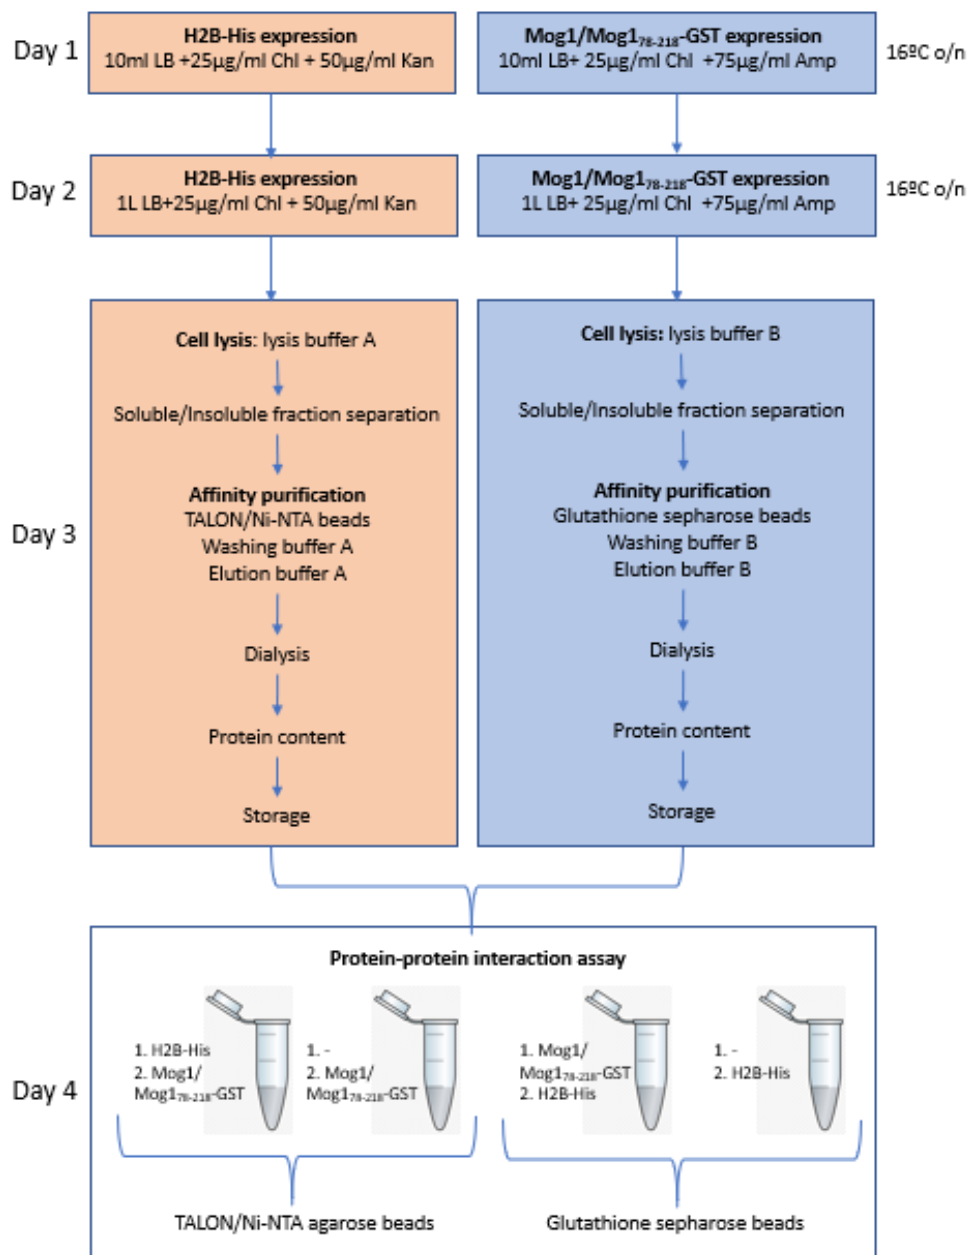 Day 1
H2B-His expression
10ml LB +25µg/ml Chl + 50µg/ml Kan
Mog1/Mog1₇₈₋₂₁₈-GST expression
10ml LB+ 25µg/ml Chl +75µg/ml Amp
16ºC o/n
Day 2
H2B-His expression
1L LB+25µg/ml Chl + 50µg/ml Kan
Mog1/Mog1₇₈₋₂₁₈-GST expression
1L LB+ 25µg/ml Chl +75µg/ml Amp
16ºC o/n
Day 3
Cell lysis: lysis buffer A
Soluble/Insoluble fraction separation
Affinity purification
TALON/Ni-NTA beads
Washing buffer A
Elution buffer A
Dialysis
Protein content
Storage
Cell lysis: lysis buffer B
Soluble/Insoluble fraction separation
Affinity purification
Glutathione sepharose beads
Washing buffer B
Elution buffer B
Dialysis
Protein content
Storage
Day 4
Protein-protein interaction assay
1. H2B-His
2. Mog1/
Mog1₇₈₋₂₁₈-GST
1. -
2. Mog1/
Mog1₇₈₋₂₁₈-GST
1. Mog1/
Mog1₇₈₋₂₁₈-GST
2. H2B-His
1. -
2. H2B-His
TALON/Ni-NTA agarose beads
Glutathione sepharose beads